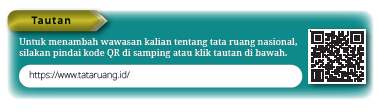 Tautan
Untuk menambah wawasan kalian tentang tata ruang nasional,
silakan pindai kode QR di samping atau klik tautan di bawah.
https://www.tataruang.id/